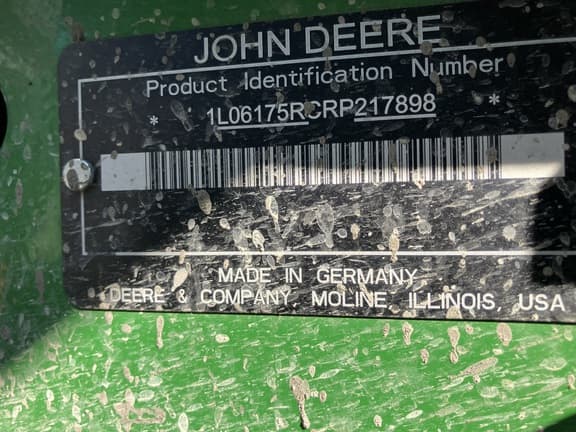 JOHN DEERE
Product Identification Number
* 1L06175RCRP217898 *
MADE IN GERMANY
DEERE & COMPANY, MOLINE, ILLINOIS, USA